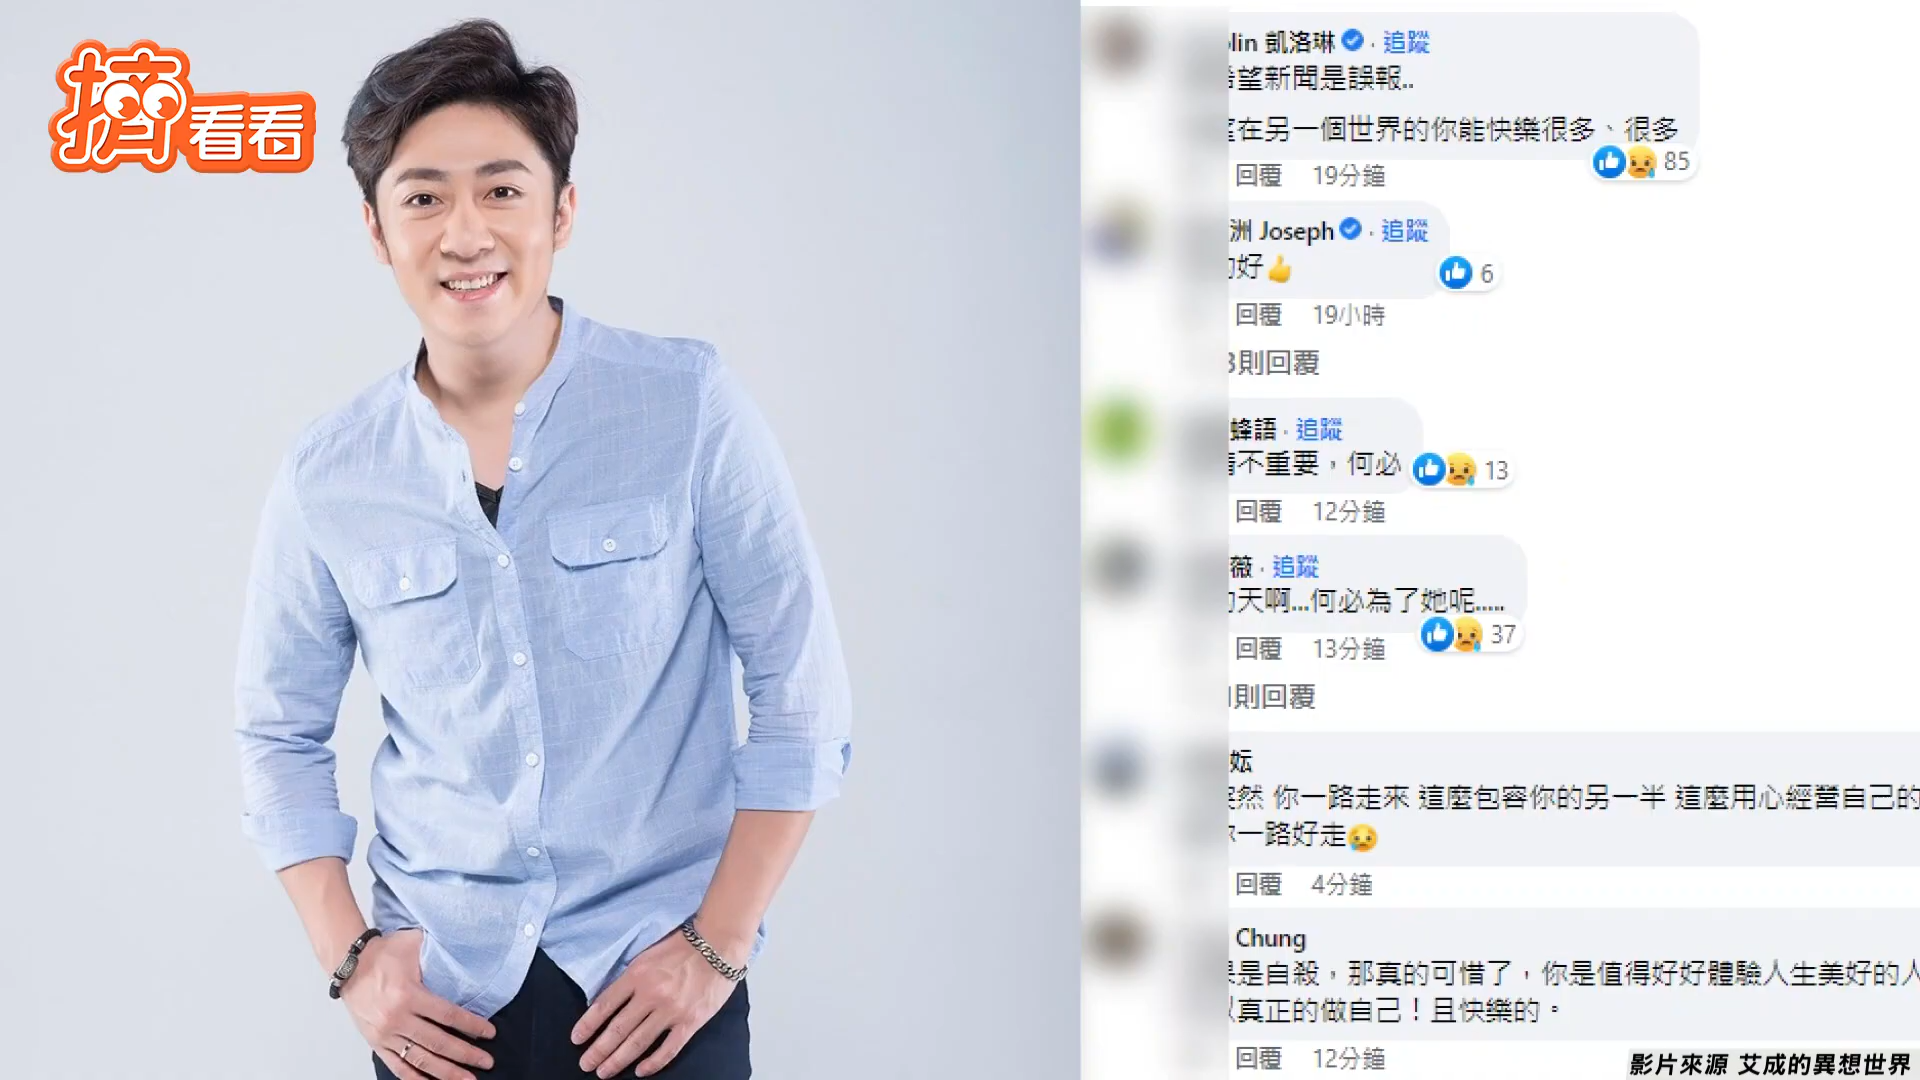 擠看看
lin 凱洛琳 · 追蹤
望新聞是誤報..
在另一個世界的你能快樂很多、很多
回覆 19分鐘 85
洲 Joseph · 追蹤
好 6
回覆 19小時
3則回覆
蜂語 · 追蹤
不重要，何必 13
回覆 12分鐘
薇 · 追蹤
天啊...何必為了她呢.....
回覆 13分鐘 37
則回覆
妘
然 你一路走來 這麼包容你的另一半 這麼用心經營自己的
一路好走
回覆 4分鐘
Chung
是自殺，那真的可惜了，你是值得好好體驗人生美好的人
真正的做自己！且快樂的。
回覆 12分鐘
影片來源 艾成的異想世界